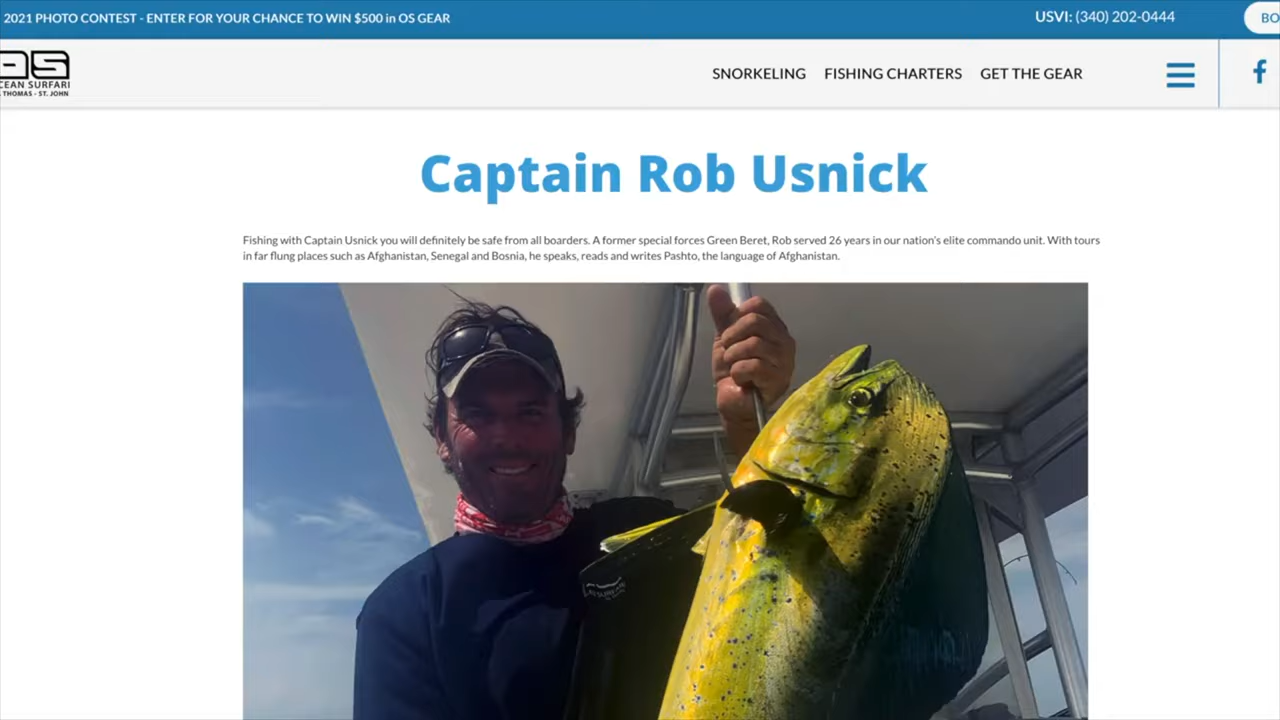 2021 PHOTO CONTEST - ENTER FOR YOUR CHANCE TO WIN $500 in OS GEAR
USVI: (340) 202-0444
BO
OS
CEAN SURFARI
THOMAS - ST. JOHN
SNORKELING
FISHING CHARTERS
GET THE GEAR
Captain Rob Usnick
Fishing with Captain Usnick you will definitely be safe from all boarders. A former special forces Green Beret, Rob served 26 years in our nation's elite commando unit. With tours
in far flung places such as Afghanistan, Senegal and Bosnia, he speaks, reads and writes Pashto, the language of Afghanistan.